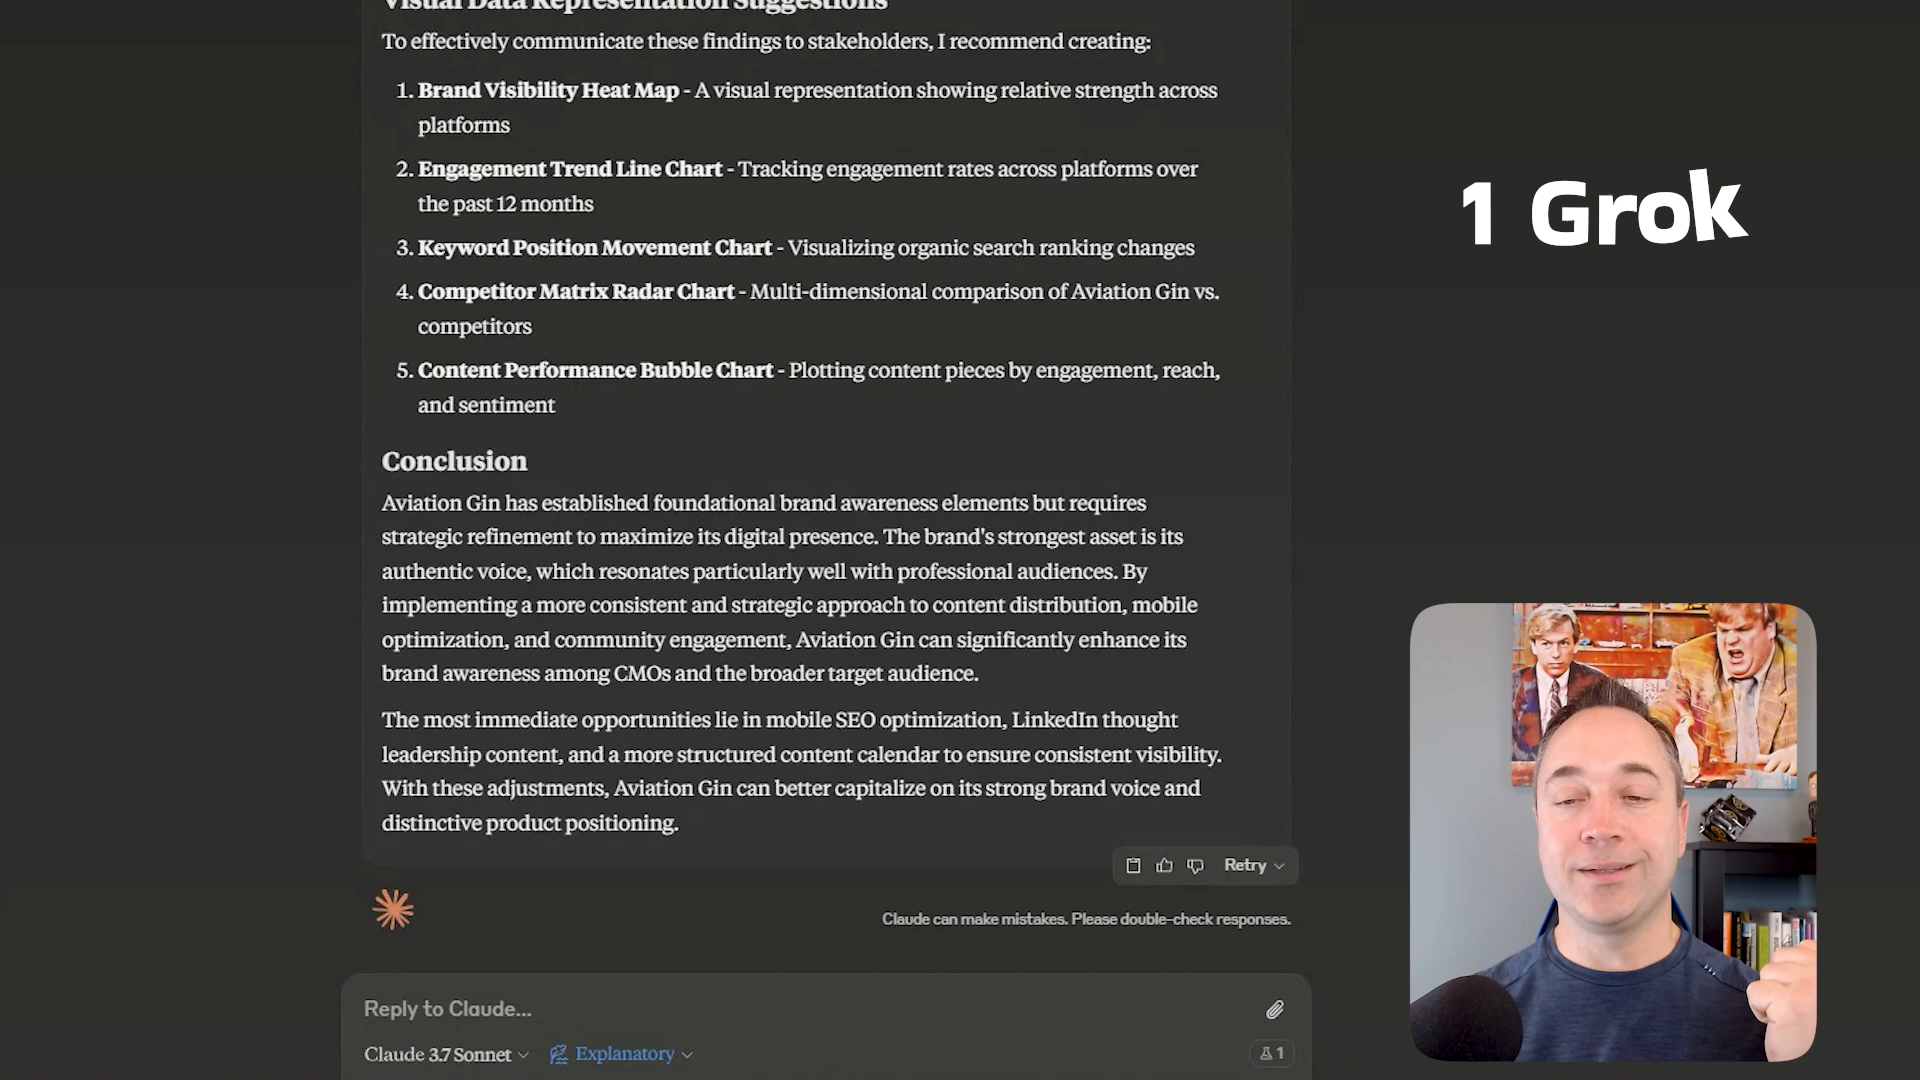 Visual Data Representation Suggestions
To effectively communicate these findings to stakeholders, I recommend creating:
1. Brand Visibility Heat Map - A visual representation showing relative strength across
platforms
2. Engagement Trend Line Chart - Tracking engagement rates across platforms over
the past 12 months
3. Keyword Position Movement Chart - Visualizing organic search ranking changes
4. Competitor Matrix Radar Chart - Multi-dimensional comparison of Aviation Gin vs.
competitors
5. Content Performance Bubble Chart - Plotting content pieces by engagement, reach,
and sentiment
Conclusion
Aviation Gin has established foundational brand awareness elements but requires
strategic refinement to maximize its digital presence. The brand's strongest asset is its
authentic voice, which resonates particularly well with professional audiences. By
implementing a more consistent and strategic approach to content distribution, mobile
optimization, and community engagement, Aviation Gin can significantly enhance its
brand awareness among CMOs and the broader target audience.
The most immediate opportunities lie in mobile SEO optimization, LinkedIn thought
leadership content, and a more structured content calendar to ensure consistent visibility.
With these adjustments, Aviation Gin can better capitalize on its strong brand voice and
distinctive product positioning.
Retry
Claude can make mistakes. Please double-check responses.
Reply to Claude...
Claude 3.7 Sonnet
Explanatory
1
1 Grok